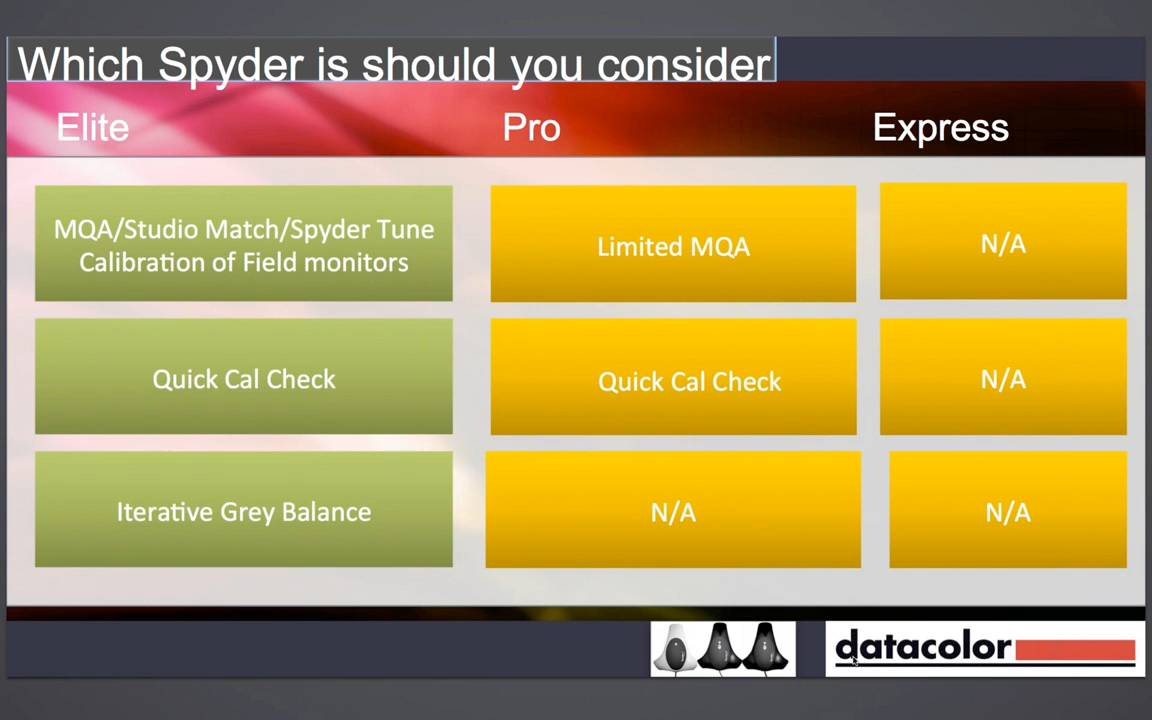 Which Spyder is should you consider
Elite
Pro
Express
MQA/Studio Match/Spyder Tune
Calibration of Field monitors
Limited MQA
N/A
Quick Cal Check
Quick Cal Check
N/A
Iterative Grey Balance
N/A
N/A
datacolor